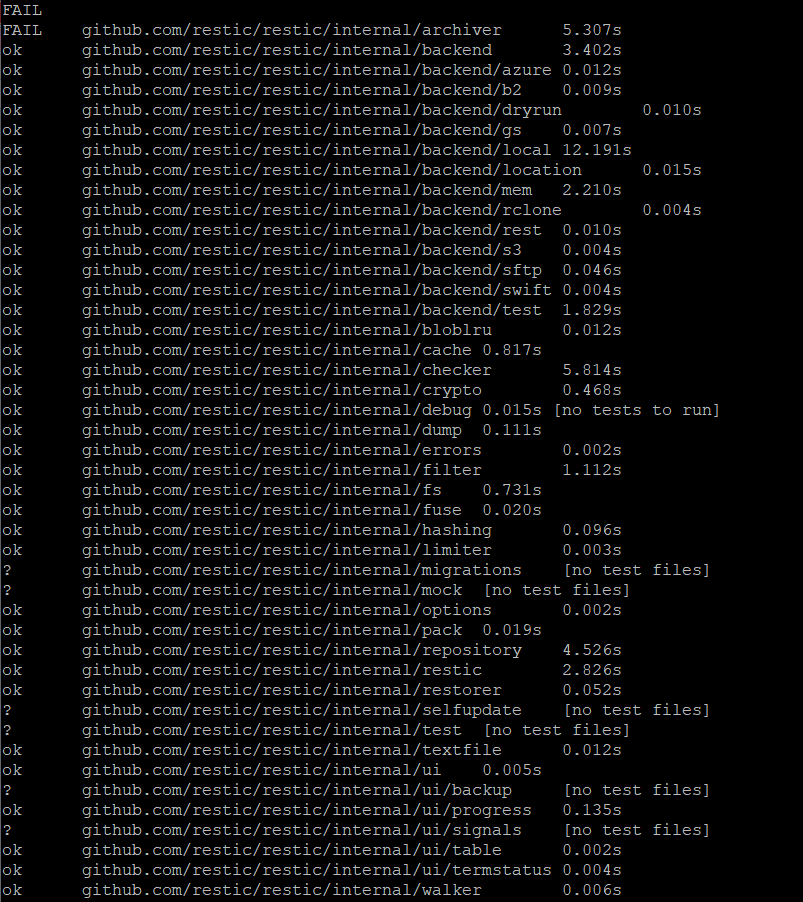 FAIL
FAIL	github.com/restic/restic/internal/archiver	5.307s
ok	github.com/restic/restic/internal/backend	3.402s
ok	github.com/restic/restic/internal/backend/azure	0.012s
ok	github.com/restic/restic/internal/backend/b2	0.009s
ok	github.com/restic/restic/internal/backend/dryrun	0.010s
ok	github.com/restic/restic/internal/backend/gs	0.007s
ok	github.com/restic/restic/internal/backend/local	12.191s
ok	github.com/restic/restic/internal/backend/location	0.015s
ok	github.com/restic/restic/internal/backend/mem	2.210s
ok	github.com/restic/restic/internal/backend/rclone	0.004s
ok	github.com/restic/restic/internal/backend/rest	0.010s
ok	github.com/restic/restic/internal/backend/s3	0.004s
ok	github.com/restic/restic/internal/backend/sftp	0.046s
ok	github.com/restic/restic/internal/backend/swift	0.004s
ok	github.com/restic/restic/internal/backend/test	1.829s
ok	github.com/restic/restic/internal/bloblru	0.012s
ok	github.com/restic/restic/internal/cache	0.817s
ok	github.com/restic/restic/internal/checker	5.814s
ok	github.com/restic/restic/internal/crypto	0.468s
ok	github.com/restic/restic/internal/debug	0.015s [no tests to run]
ok	github.com/restic/restic/internal/dump	0.111s
ok	github.com/restic/restic/internal/errors	0.002s
ok	github.com/restic/restic/internal/filter	1.112s
ok	github.com/restic/restic/internal/fs	0.731s
ok	github.com/restic/restic/internal/fuse	0.020s
ok	github.com/restic/restic/internal/hashing	0.096s
ok	github.com/restic/restic/internal/limiter	0.003s
?	github.com/restic/restic/internal/migrations	[no test files]
?	github.com/restic/restic/internal/mock	[no test files]
ok	github.com/restic/restic/internal/options	0.002s
ok	github.com/restic/restic/internal/pack	0.019s
ok	github.com/restic/restic/internal/repository	4.526s
ok	github.com/restic/restic/internal/restic	2.826s
ok	github.com/restic/restic/internal/restorer	0.052s
?	github.com/restic/restic/internal/selfupdate	[no test files]
?	github.com/restic/restic/internal/test	[no test files]
ok	github.com/restic/restic/internal/textfile	0.012s
ok	github.com/restic/restic/internal/ui	0.005s
?	github.com/restic/restic/internal/ui/backup	[no test files]
ok	github.com/restic/restic/internal/ui/progress	0.135s
?	github.com/restic/restic/internal/ui/signals	[no test files]
ok	github.com/restic/restic/internal/ui/table	0.002s
ok	github.com/restic/restic/internal/ui/termstatus	0.004s
ok	github.com/restic/restic/internal/walker	0.006s